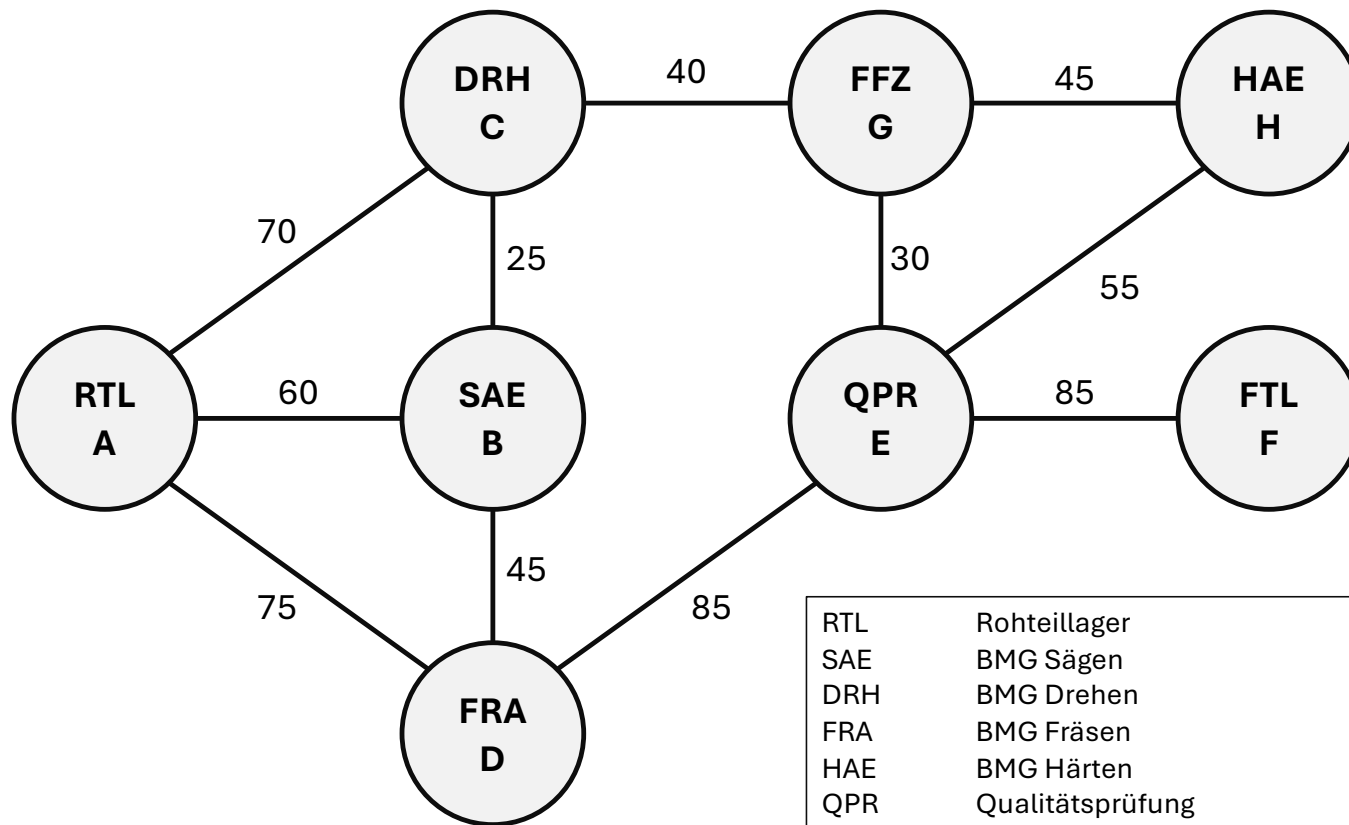 DRH
C
40
FFZ
G
45
HAE
H
70
25
30
55
RTL
A
60
SAE
B
QPR
E
85
FTL
F
75
45
85
FRA
D
RTL Rohteillager
SAE BMG Sägen
DRH BMG Drehen
FRA BMG Fräsen
HAE BMG Härten
QPR Qualitätsprüfung